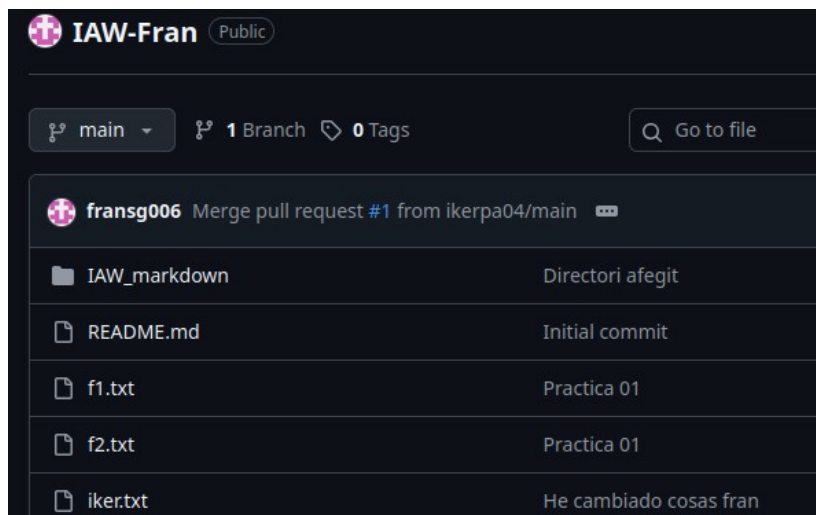 IAW-Fran Public
main 1 Branch 0 Tags Go to file
fransg006 Merge pull request #1 from ikerpa04/main
IAW_markdown Directori afegit
README.md Initial commit
f1.txt Practica 01
f2.txt Practica 01
iker.txt He cambiado cosas fran